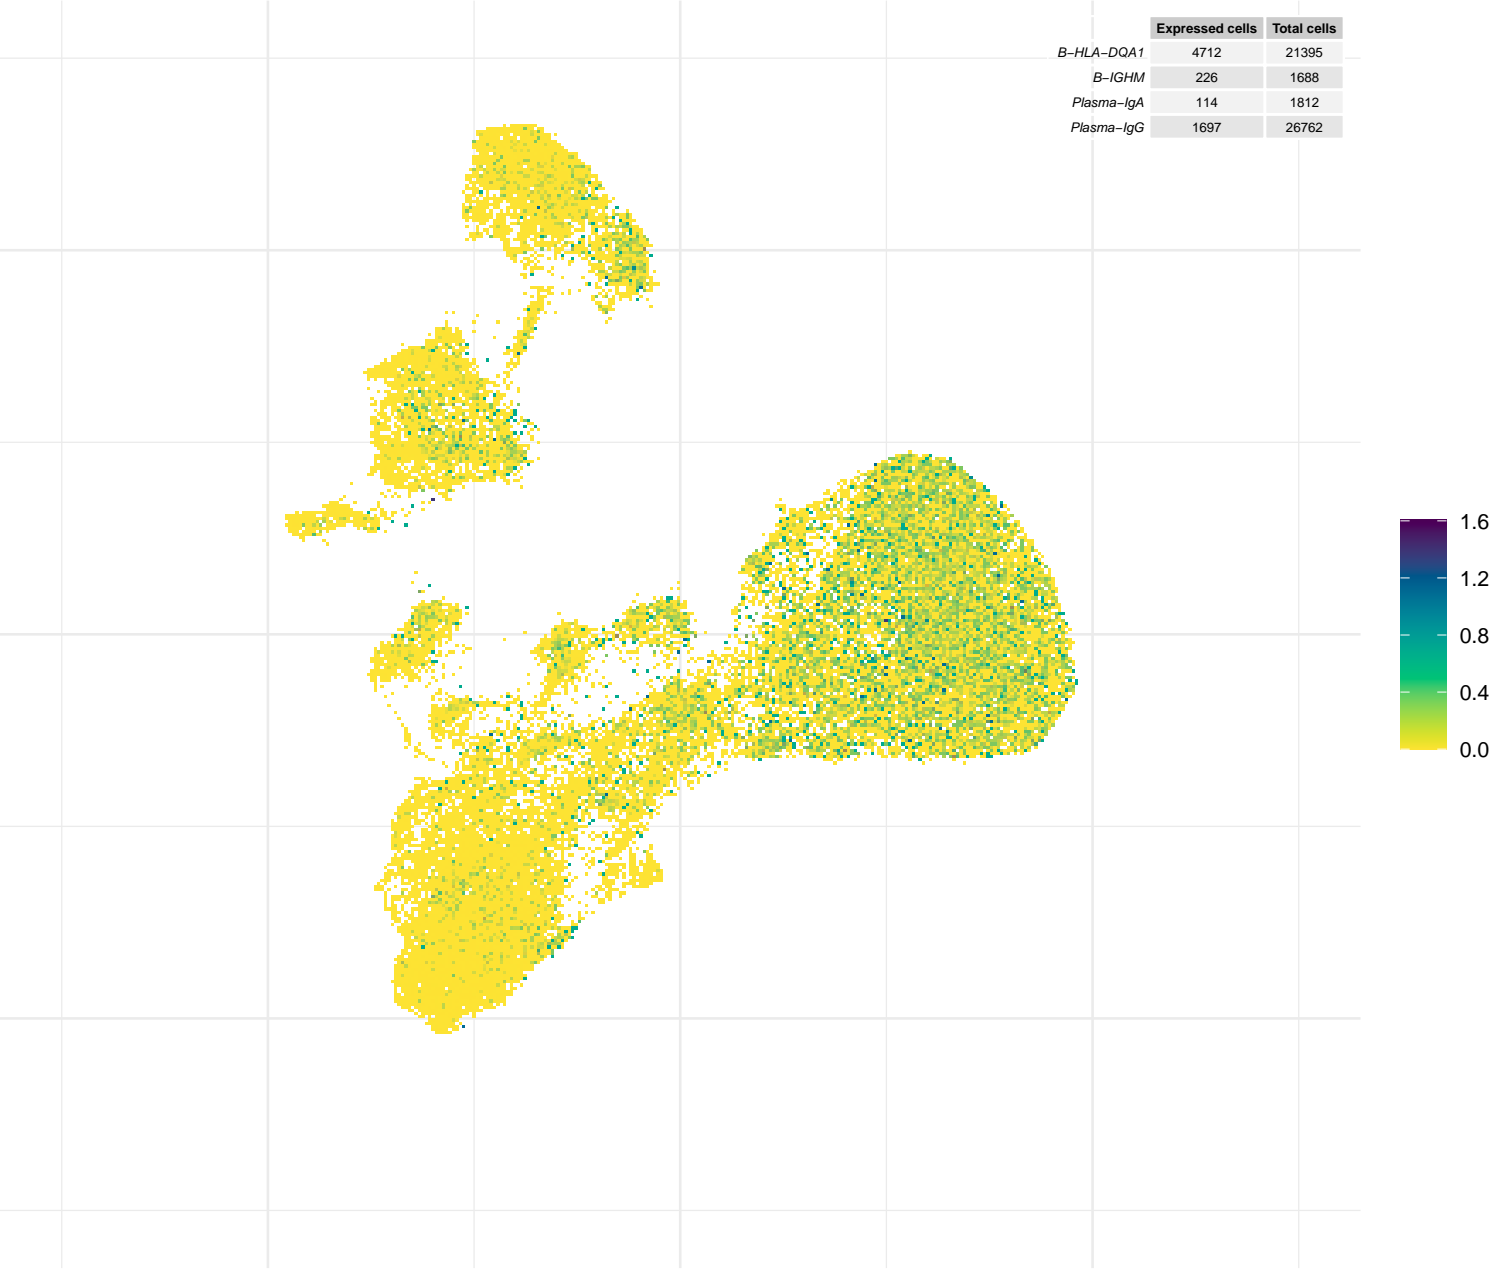 Expressed cells Total cells
B−HLA−DQA1 4712 21395
B−IGHM 226 1688
Plasma−IgA 114 1812
Plasma−IgG 1697 26762
1.6
1.2
0.8
0.4
0.0